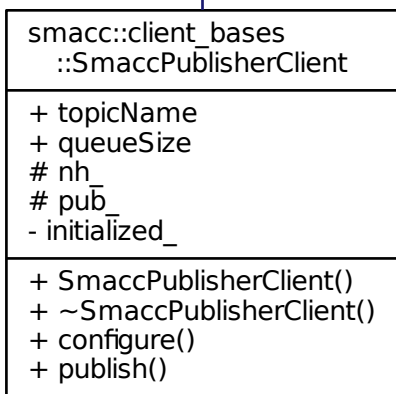 smacc::client_bases
::SmaccPublisherClient
+ topicName
+ queueSize
# nh_
# pub_
- initialized_
+ SmaccPublisherClient()
+ ~SmaccPublisherClient()
+ configure()
+ publish()